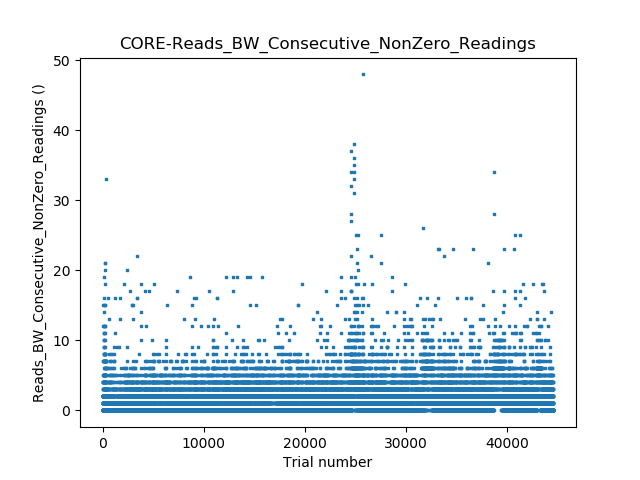 CORE-Reads_BW_Consecutive_NonZero_Readings
Reads_BW_Consecutive_NonZero_Readings ()
50
40
30
20
10
0
0 10000 20000 30000 40000
Trial number